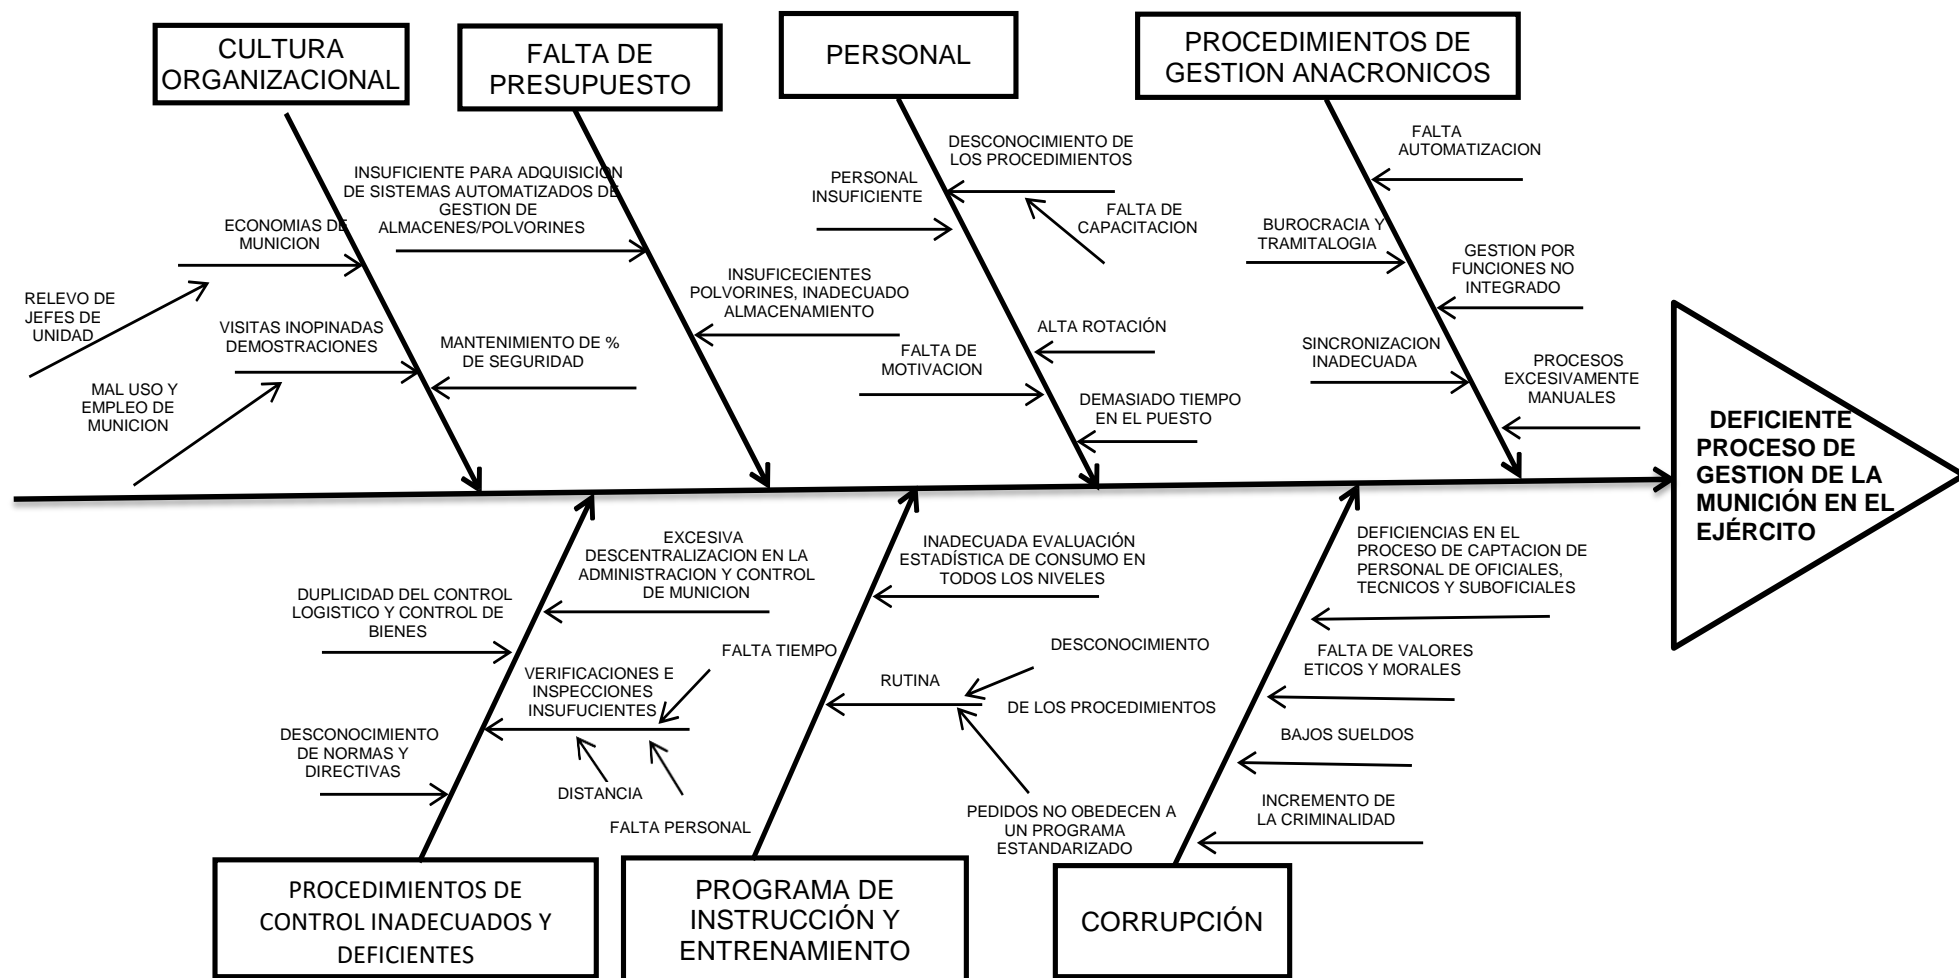 CULTURA
ORGANIZACIONAL
FALTA DE
PRESUPUESTO
PERSONAL
PROCEDIMIENTOS DE
GESTION ANACRONICOS
ECONOMIAS DE
MUNICION
RELEVO DE
JEFES DE
UNIDAD
VISITAS INOPINADAS
DEMOSTRACIONES
MAL USO Y
EMPLEO DE
MUNICION
MANTENIMIENTO DE %
DE SEGURIDAD
INSUFICIENTE PARA ADQUISICION
DE SISTEMAS AUTOMATIZADOS DE
GESTION DE
ALMACENES/POLVORINES
INSUFICECIENTES
POLVORINES, INADECUADO
ALMACENAMIENTO
DESCONOCIMIENTO DE
LOS PROCEDIMIENTOS
PERSONAL
INSUFICIENTE
FALTA DE
CAPACITACION
ALTA ROTACIÓN
FALTA DE
MOTIVACION
DEMASIADO TIEMPO
EN EL PUESTO
FALTA
AUTOMATIZACION
BUROCRACIA Y
TRAMITALOGIA
GESTION POR
FUNCIONES NO
INTEGRADO
SINCRONIZACION
INADECUADA
PROCESOS
EXCESIVAMENTE
MANUALES
DEFICIENTE
PROCESO DE
GESTION DE LA
MUNICIÓN EN EL
EJÉRCITO
EXCESIVA
DESCENTRALIZACION EN LA
ADMINISTRACION Y CONTROL
DE MUNICION
DUPLICIDAD DEL CONTROL
LOGISTICO Y CONTROL DE
BIENES
FALTA TIEMPO
VERIFICACIONES E
INSPECCIONES
INSUFUCIENTES
DESCONOCIMIENTO
DE NORMAS Y
DIRECTIVAS
DISTANCIA
FALTA PERSONAL
INADECUADA EVALUACIÓN
ESTADÍSTICA DE CONSUMO EN
TODOS LOS NIVELES
DESCONOCIMIENTO
RUTINA
DE LOS PROCEDIMIENTOS
PEDIDOS NO OBEDECEN A
UN PROGRAMA
ESTANDARIZADO
DEFICIENCIAS EN EL
PROCESO DE CAPTACION DE
PERSONAL DE OFICIALES,
TECNICOS Y SUBOFICIALES
FALTA DE VALORES
ETICOS Y MORALES
BAJOS SUELDOS
INCREMENTO DE
LA CRIMINALIDAD
PROCEDIMIENTOS DE
CONTROL INADECUADOS Y
DEFICIENTES
PROGRAMA DE
INSTRUCCIÓN Y
ENTRENAMIENTO
CORRUPCIÓN